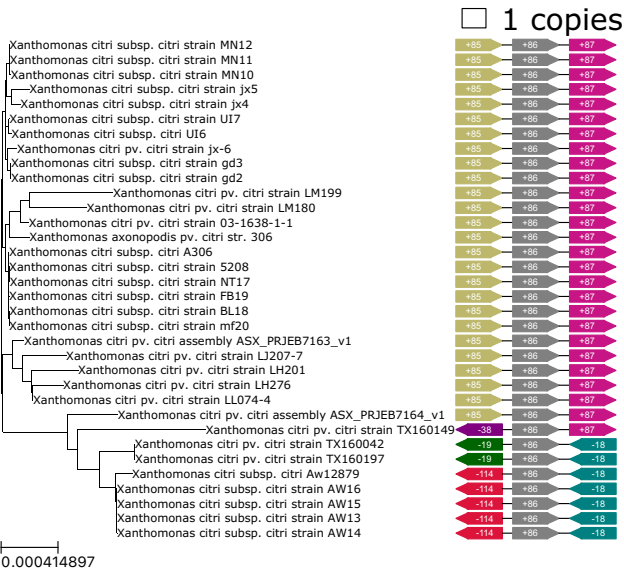 1 copies
Xanthomonas citri subsp. citri strain MN12 +85 +86 +87
Xanthomonas citri subsp. citri strain MN11 +85 +86 +87
Xanthomonas citri subsp. citri strain MN10 +85 +86 +87
Xanthomonas citri subsp. citri strain jx5 +85 +86 +87
Xanthomonas citri subsp. citri strain jx4 +85 +86 +87
Xanthomonas citri subsp. citri strain UI7 +85 +86 +87
Xanthomonas citri subsp. citri UI6 +85 +86 +87
Xanthomonas citri pv. citri strain jx-6 +85 +86 +87
Xanthomonas citri subsp. citri strain gd3 +85 +86 +87
Xanthomonas citri subsp. citri strain gd2 +85 +86 +87
Xanthomonas citri pv. citri strain LM199 +85 +86 +87
Xanthomonas citri pv. citri strain LM180 +85 +86 +87
Xanthomonas citri pv. citri strain 03-1638-1-1 +85 +86 +87
Xanthomonas axonopodis pv. citri str. 306 +85 +86 +87
Xanthomonas citri subsp. citri A306 +85 +86 +87
Xanthomonas citri subsp. citri strain 5208 +85 +86 +87
Xanthomonas citri subsp. citri strain NT17 +85 +86 +87
Xanthomonas citri subsp. citri strain FB19 +85 +86 +87
Xanthomonas citri subsp. citri strain BL18 +85 +86 +87
Xanthomonas citri subsp. citri strain mf20 +85 +86 +87
Xanthomonas citri pv. citri assembly ASX_PRJEB7163_v1 +85 +86 +87
Xanthomonas citri pv. citri strain LJ207-7 +85 +86 +87
Xanthomonas citri pv. citri strain LH201 +85 +86 +87
Xanthomonas citri pv. citri strain LH276 +85 +86 +87
Xanthomonas citri pv. citri strain LL074-4 +85 +86 +87
Xanthomonas citri pv. citri assembly ASX_PRJEB7164_v1 +85 +86 +87
Xanthomonas citri pv. citri strain TX160149 -38 +86 +87
Xanthomonas citri pv. citri strain TX160042 -19 +86 -18
Xanthomonas citri pv. citri strain TX160197 -19 +86 -18
Xanthomonas citri subsp. citri Aw12879 -114 +86 -18
Xanthomonas citri subsp. citri strain AW16 -114 +86 -18
Xanthomonas citri subsp. citri strain AW15 -114 +86 -18
Xanthomonas citri subsp. citri strain AW13 -114 +86 -18
Xanthomonas citri subsp. citri strain AW14 -114 +86 -18
0.000414897